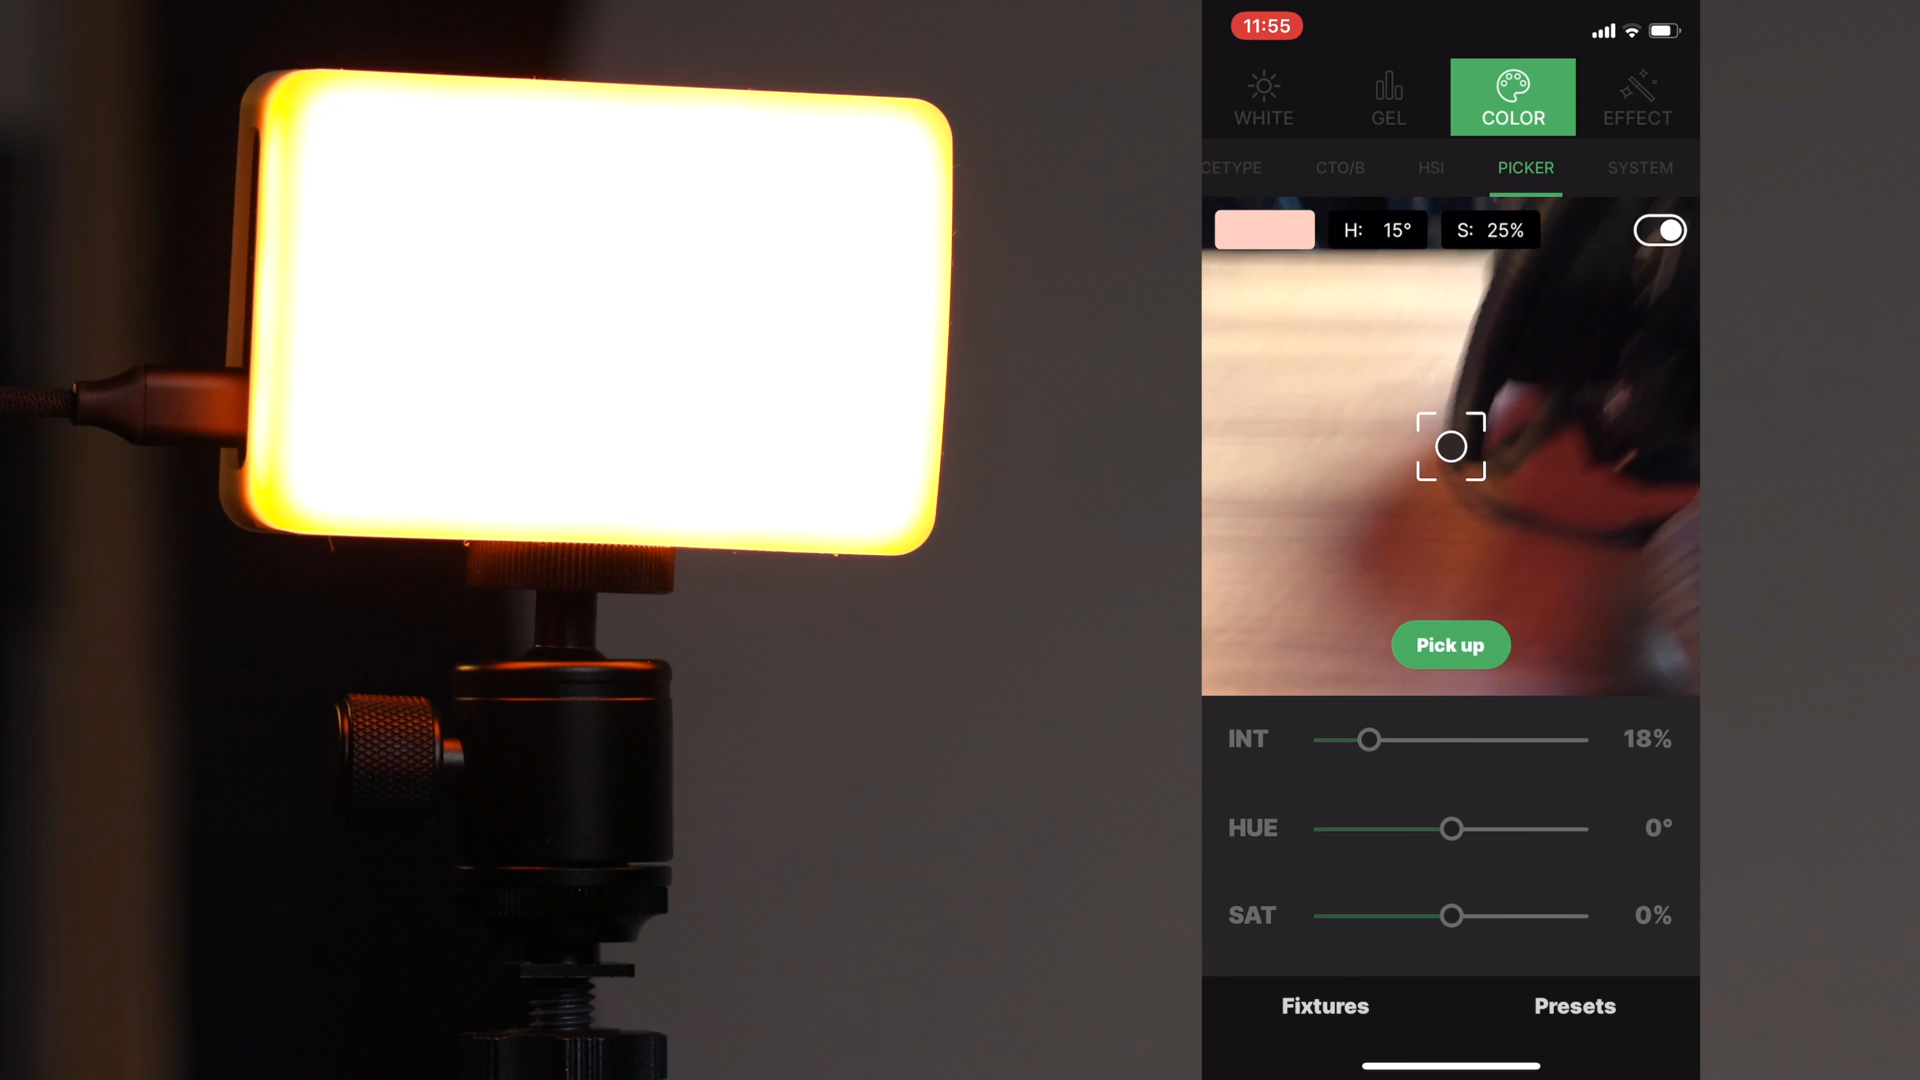 11:55
WHITE GEL COLOR EFFECT
CETYPE CTO/B HSI PICKER SYSTEM
H: 15° S: 25%
Pick up
INT 18%
HUE 0°
SAT 0%
Fixtures Presets